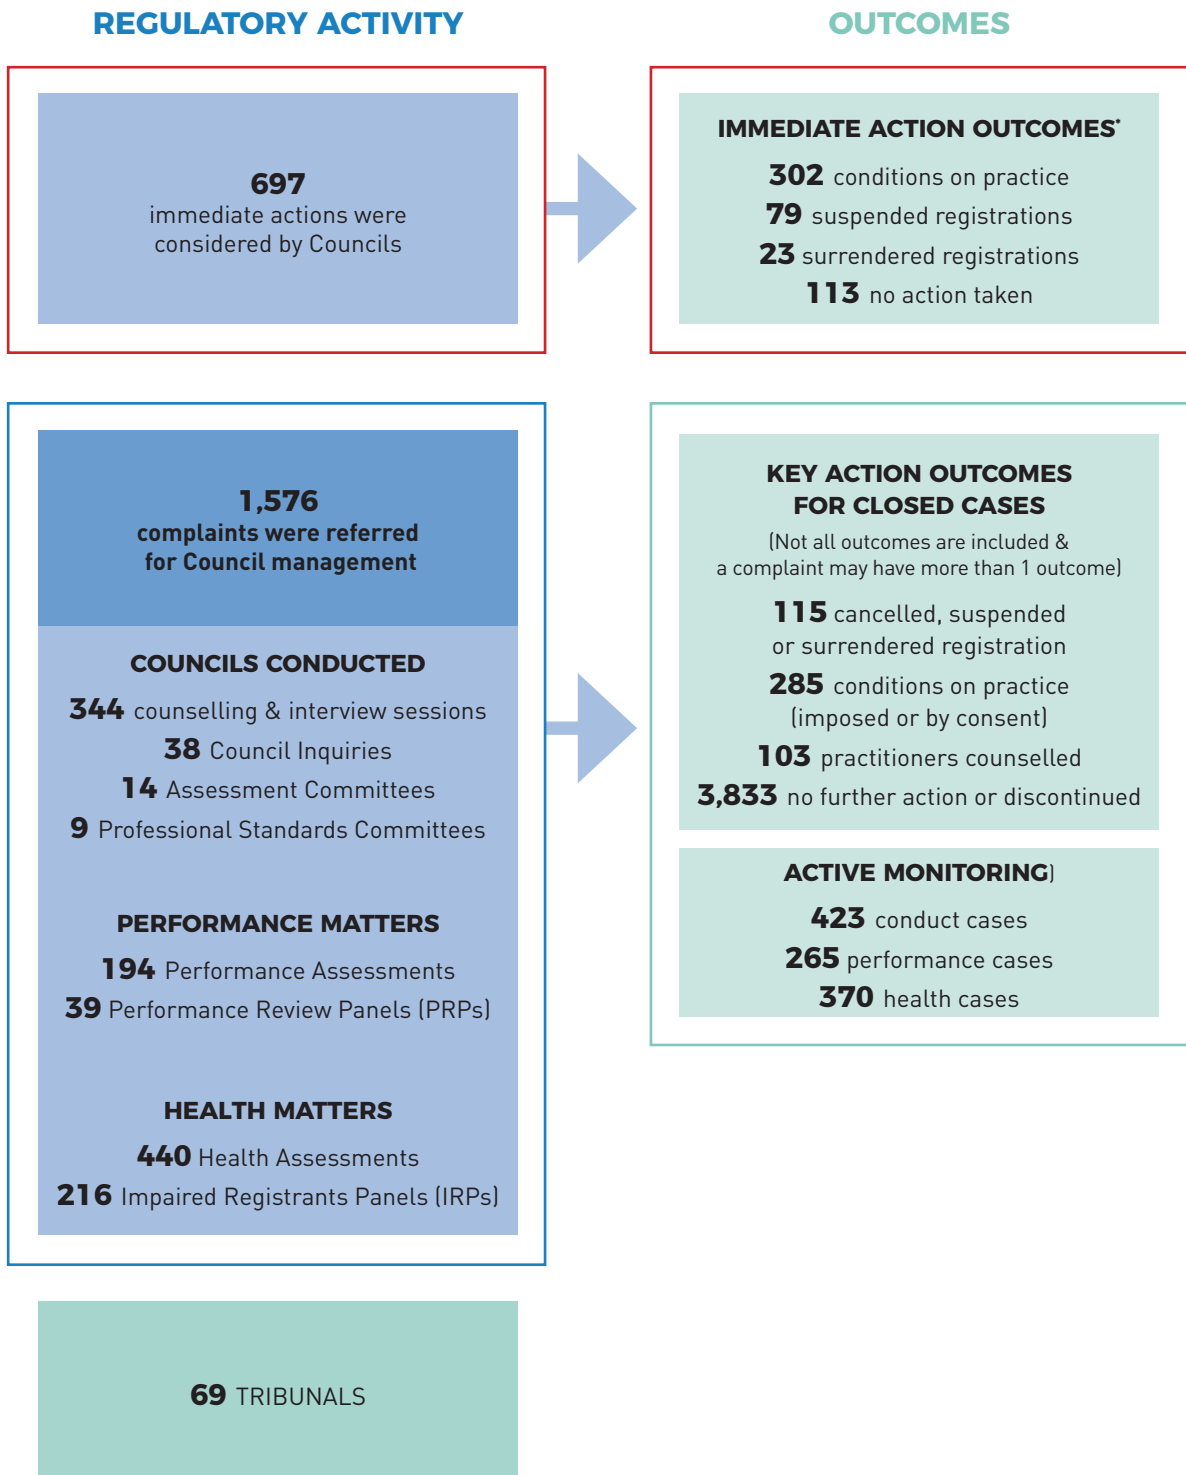 REGULATORY ACTIVITY
697
immediate actions were
considered by Councils
1,576
complaints were referred
for Council management
COUNCILS CONDUCTED
344 counselling & interview sessions
38 Council Inquiries
14 Assessment Committees
9 Professional Standards Committees
PERFORMANCE MATTERS
194 Performance Assessments
39 Performance Review Panels (PRPs)
HEALTH MATTERS
440 Health Assessments
216 Impaired Registrants Panels (IRPs)
69 TRIBUNALS
OUTCOMES
IMMEDIATE ACTION OUTCOMES*
302 conditions on practice
79 suspended registrations
23 surrendered registrations
113 no action taken
KEY ACTION OUTCOMES
FOR CLOSED CASES
(Not all outcomes are included &
a complaint may have more than 1 outcome)
115 cancelled, suspended
or surrendered registration
285 conditions on practice
(imposed or by consent)
103 practitioners counselled
3,833 no further action or discontinued
ACTIVE MONITORING)
423 conduct cases
265 performance cases
370 health cases